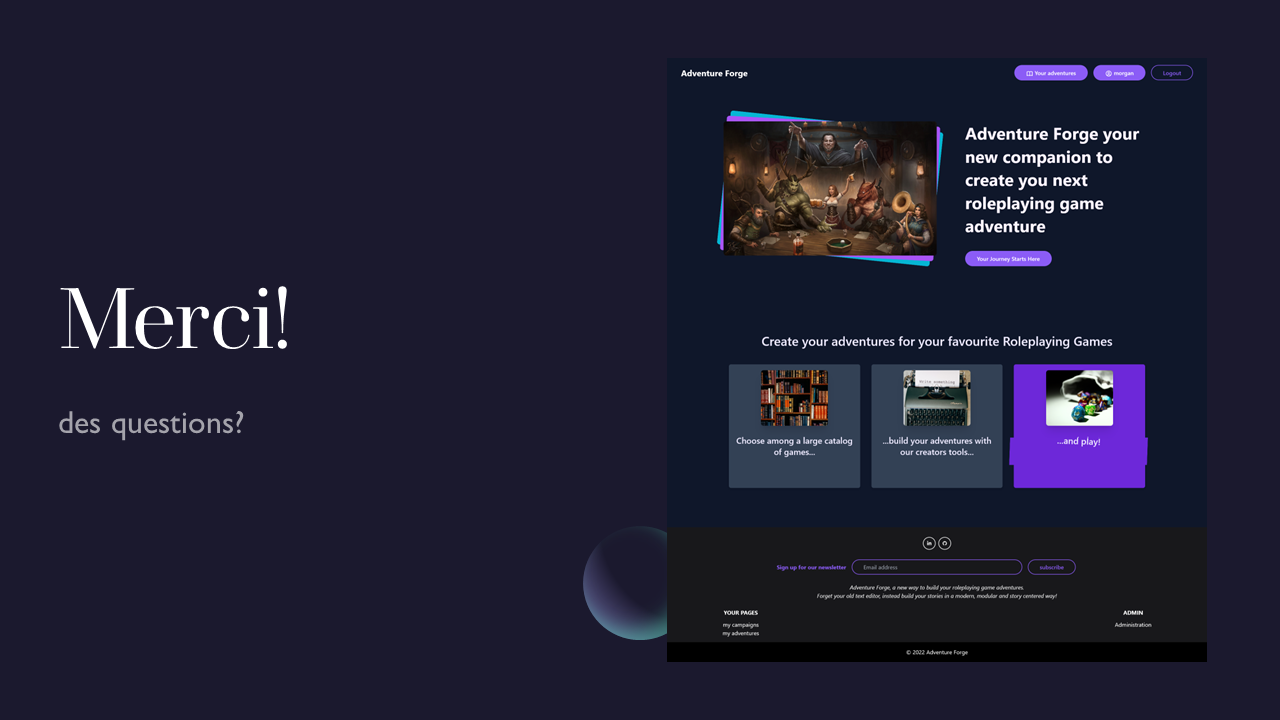 Merci!
des questions?
Adventure Forge
Your adventures
morgan
Logout
Adventure Forge your
new companion to
create you next
roleplaying game
adventure
Your Journey Starts Here
Create your adventures for your favourite Roleplaying Games
Write something
Choose among a large catalog
of games...
...build your adventures with
our creators tools...
...and play!
in
Sign up for our newsletter
Email address
subscribe
Adventure Forge, a new way to build your roleplaying game adventures.
Forget your old text editor, instead build your stories in a modern, modular and story centered way!
YOUR PAGES
ADMIN
my campaigns
Administration
my adventures
© 2022 Adventure Forge